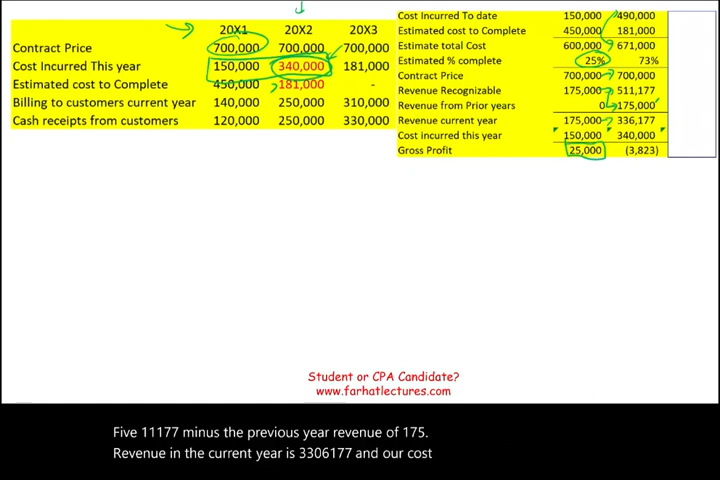 20X1 20X2 20X3
Contract Price 700,000 700,000 700,000
Cost Incurred This year 150,000 340,000 181,000
Estimated cost to Complete 450,000 181,000 -
Billing to customers current year 140,000 250,000 310,000
Cash receipts from customers 120,000 250,000 330,000
Cost Incurred To date 150,000 490,000
Estimated cost to Complete 450,000 181,000
Estimate total Cost 600,000 671,000
Estimated % complete 25% 73%
Contract Price 700,000 700,000
Revenue Recognizable 175,000 511,177
Revenue from Prior years 0 175,000
Revenue current year 175,000 336,177
Cost incurred this year 150,000 340,000
Gross Profit 25,000 (3,823)
Student or CPA Candidate?
www.farhatlectures.com
Five 11177 minus the previous year revenue of 175.
Revenue in the current year is 3306177 and our cost